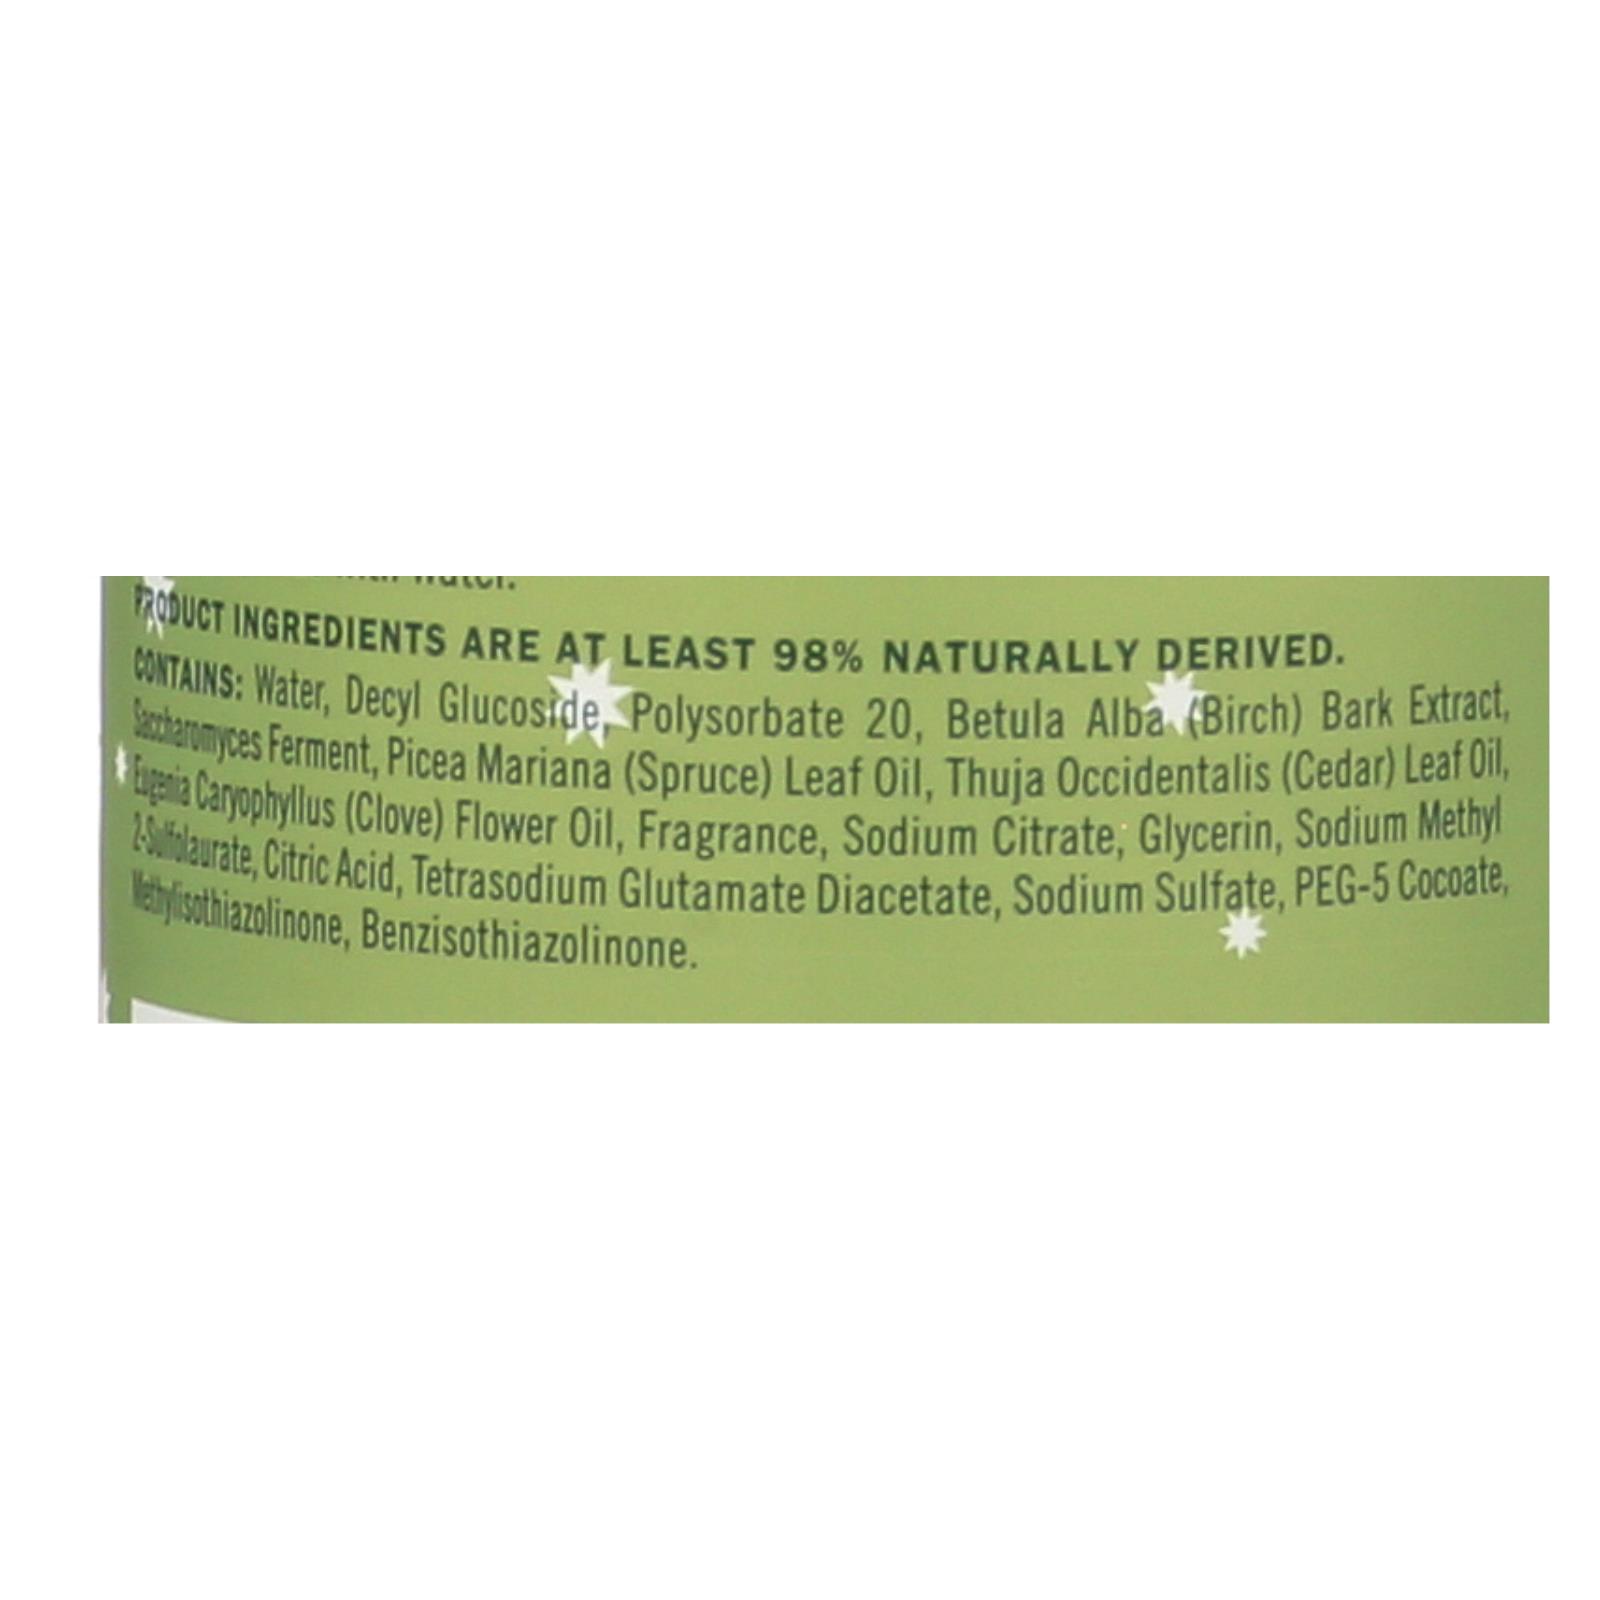 with water.
PRODUCT INGREDIENTS ARE AT LEAST 98% NATURALLY DERIVED.
CONTAINS: Water, Decyl Glucoside, Polysorbate 20, Betula Alba (Birch) Bark Extract,
Saccharomyces Ferment, Picea Mariana (Spruce) Leaf Oil, Thuja Occidentalis (Cedar) Leaf Oil,
Eugenia Caryophyllus (Clove) Flower Oil, Fragrance, Sodium Citrate, Glycerin, Sodium Methyl
2-Sulfolaurate, Citric Acid, Tetrasodium Glutamate Diacetate, Sodium Sulfate, PEG-5 Cocoate,
Methylisothiazolinone, Benzisothiazolinone.